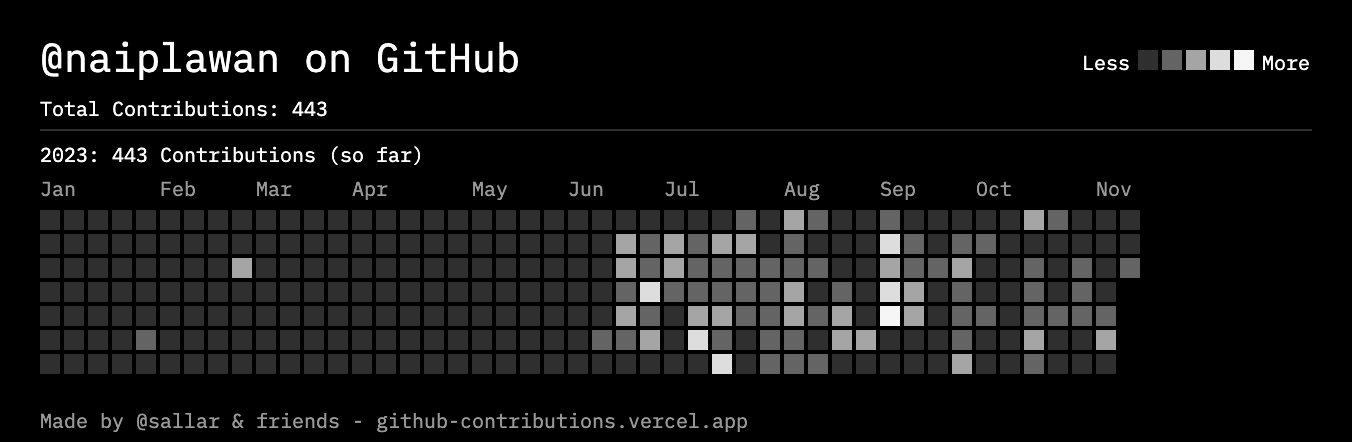 @naiplawan on GitHub
Less More
Total Contributions: 443
2023: 443 Contributions (so far)
Jan Feb Mar Apr May Jun Jul Aug Sep Oct Nov
Made by @sallar & friends - github-contributions.vercel.app